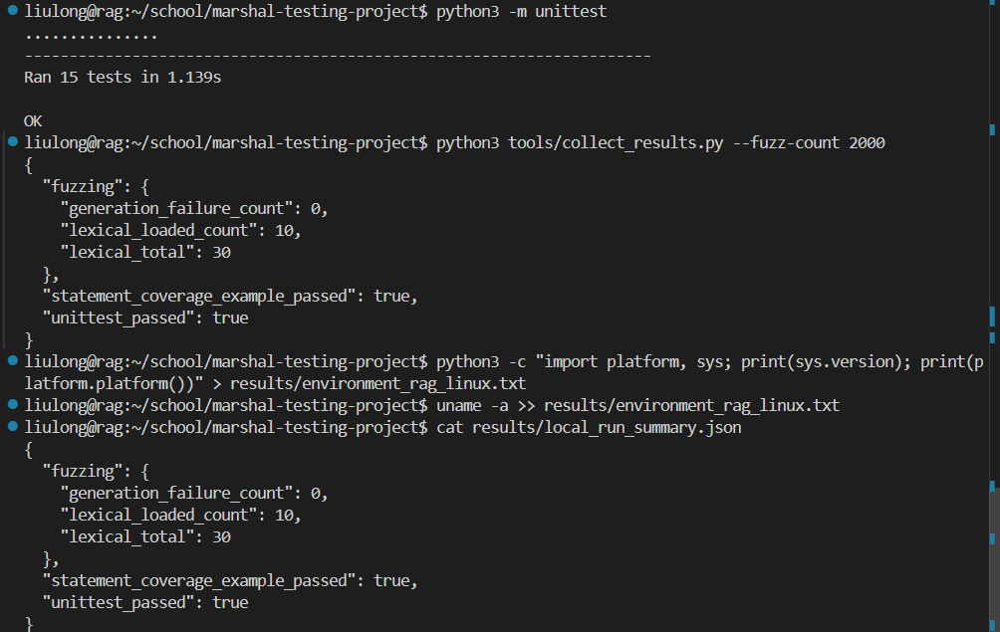 liulong@rag:~/school/marshal-testing-project$ python3 -m unittest
...............
----------------------------------------------------------------------
Ran 15 tests in 1.139s

OK
liulong@rag:~/school/marshal-testing-project$ python3 tools/collect_results.py --fuzz-count 2000
{
  "fuzzing": {
    "generation_failure_count": 0,
    "lexical_loaded_count": 10,
    "lexical_total": 30
  },
  "statement_coverage_example_passed": true,
  "unittest_passed": true
}
liulong@rag:~/school/marshal-testing-project$ python3 -c "import platform, sys; print(sys.version); print(p
latform.platform())" > results/environment_rag_linux.txt
liulong@rag:~/school/marshal-testing-project$ uname -a >> results/environment_rag_linux.txt
liulong@rag:~/school/marshal-testing-project$ cat results/local_run_summary.json
{
  "fuzzing": {
    "generation_failure_count": 0,
    "lexical_loaded_count": 10,
    "lexical_total": 30
  },
  "statement_coverage_example_passed": true,
  "unittest_passed": true
}